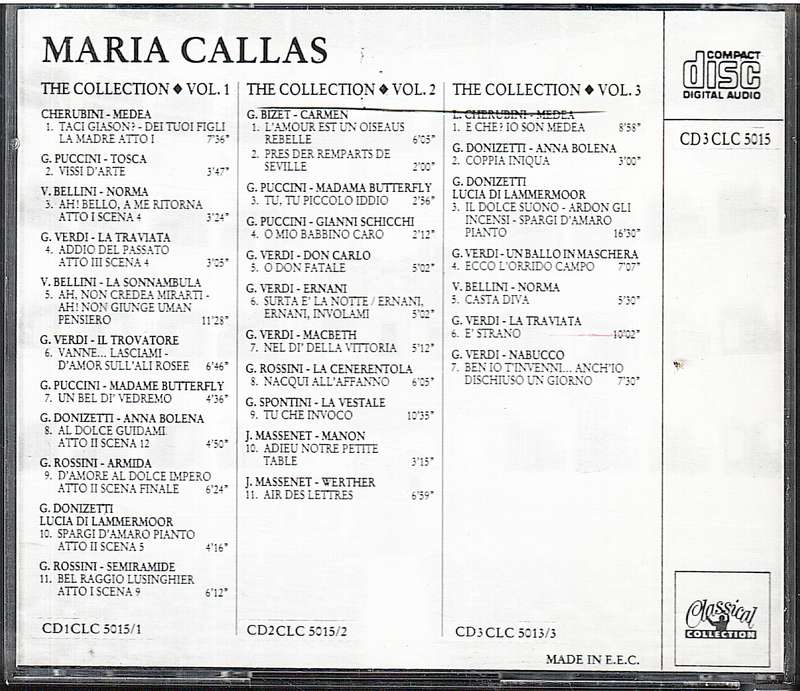 MARIA CALLAS
THE COLLECTION ◆ VOL. 1
CHERUBINI - MEDEA
1. TACI GIASON? - DEI TUOI FIGLI
LA MADRE ATTO I 7'36"
G. PUCCINI - TOSCA
2. VISSI D'ARTE 3'47"
V. BELLINI - NORMA
3. AH! BELLO, A ME RITORNA
ATTO I SCENA 4 3'24"
G. VERDI - LA TRAVIATA
4. ADDIO DEL PASSATO
ATTO III SCENA 4 3'05"
V. BELLINI - LA SONNAMBULA
5. AH, NON CREDEA MIRARTI -
AH! NON GIUNGE UMAN
PENSIERO 11'28"
G. VERDI - IL TROVATORE
6. VANNE... LASCIAMI -
D'AMOR SULL'ALI ROSEE 6'46"
G. PUCCINI - MADAME BUTTERFLY
7. UN BEL DI' VEDREMO 4'36"
G. DONIZETTI - ANNA BOLENA
8. AL DOLCE GUIDAMI
ATTO II SCENA 12 4'50"
G. ROSSINI - ARMIDA
9. D'AMORE AL DOLCE IMPERO
ATTO II SCENA FINALE 6'24"
G. DONIZETTI
LUCIA DI LAMMERMOOR
10. SPARGI D'AMARO PIANTO
ATTO II SCENA 5 4'16"
G. ROSSINI - SEMIRAMIDE
11. BEL RAGGIO LUSINGHIER
ATTO I SCENA 9 6'12"
CD1CLC 5015/1
THE COLLECTION ◆ VOL. 2
G. BIZET - CARMEN
1. L'AMOUR EST UN OISEAUS
REBELLE 6'05"
2. PRES DER REMPARTS DE
SEVILLE 2'00"
G. PUCCINI - MADAMA BUTTERFLY
3. TU, TU PICCOLO IDDIO 2'56"
G. PUCCINI - GIANNI SCHICCHI
4. O MIO BABBINO CARO 2'12"
G. VERDI - DON CARLO
5. O DON FATALE 5'02"
G. VERDI - ERNANI
6. SURTA E' LA NOTTE / ERNANI,
ERNANI, INVOLAMI 5'02"
G. VERDI - MACBETH
7. NEL DI' DELLA VITTORIA 5'12"
G. ROSSINI - LA CENERENTOLA
8. NACQUI ALL'AFFANNO 6'05"
G. SPONTINI - LA VESTALE
9. TU CHE INVOCO 10'35"
J. MASSENET - MANON
10. ADIEU NOTRE PETITE
TABLE 3'15"
J. MASSENET - WERTHER
11. AIR DES LETTRES 6'59"
CD2CLC 5015/2
THE COLLECTION ◆ VOL. 3
L. CHERUBINI - MEDEA
1. E CHE? IO SON MEDEA 8'58"
G. DONIZETTI - ANNA BOLENA
2. COPPIA INIQUA 3'00"
G. DONIZETTI
LUCIA DI LAMMERMOOR
3. IL DOLCE SUONO - ARDON GLI
INCENSI - SPARGI D'AMARO
PIANTO 16'30"
G. VERDI - UN BALLO IN MASCHERA
4. ECCO L'ORRIDO CAMPO 7'07"
V. BELLINI - NORMA
5. CASTA DIVA 5'30"
G. VERDI - LA TRAVIATA
6. E' STRANO 10'02"
G. VERDI - NABUCCO
7. BEN IO T'INVENNI... ANCH'IO
DISCHIUSO UN GIORNO 7'30"
CD3CLC 5013/3
MADE IN E.E.C.
COMPACT
disc
DIGITAL AUDIO
CD3CLC 5015
Classical
COLLECTION